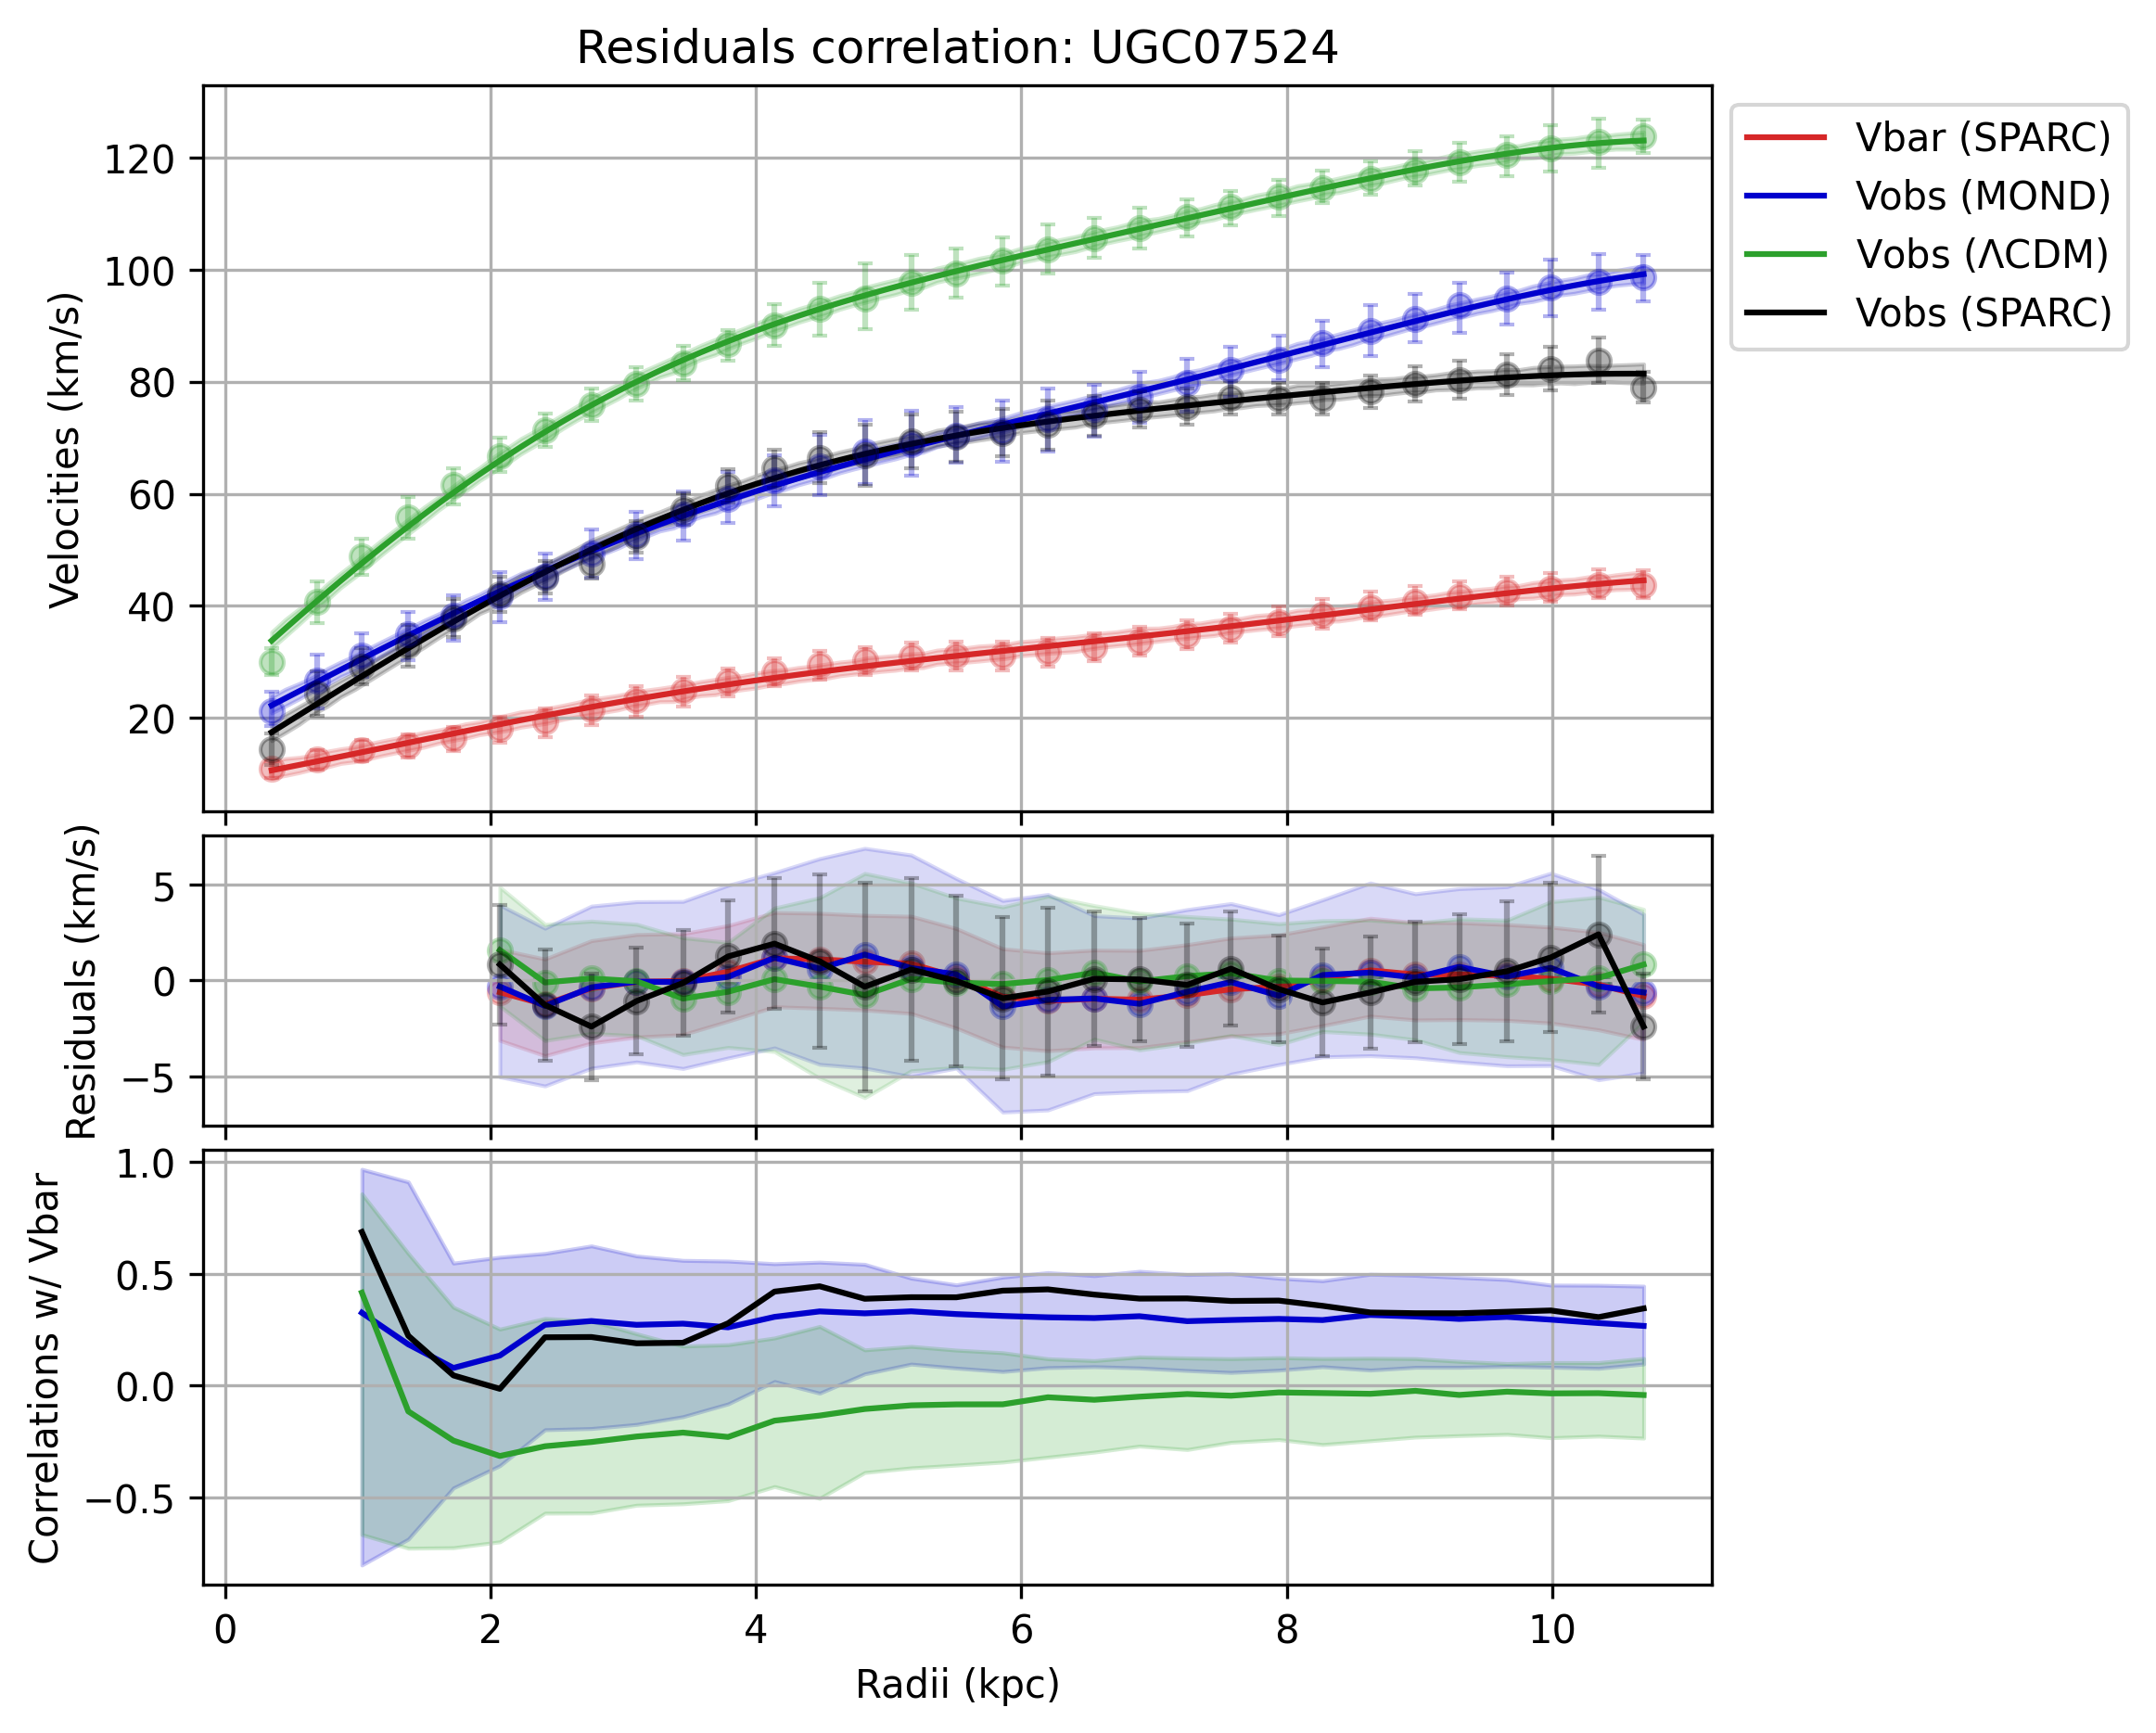 Residuals correlation: UGC07524
Velocities (km/s)
120
100
80
60
40
20
Vbar (SPARC)
Vobs (MOND)
Vobs (ΛCDM)
Vobs (SPARC)
Residuals (km/s)
5
0
−5
Correlations w/ Vbar
1.0
0.5
0.0
−0.5
0 2 4 6 8 10
Radii (kpc)